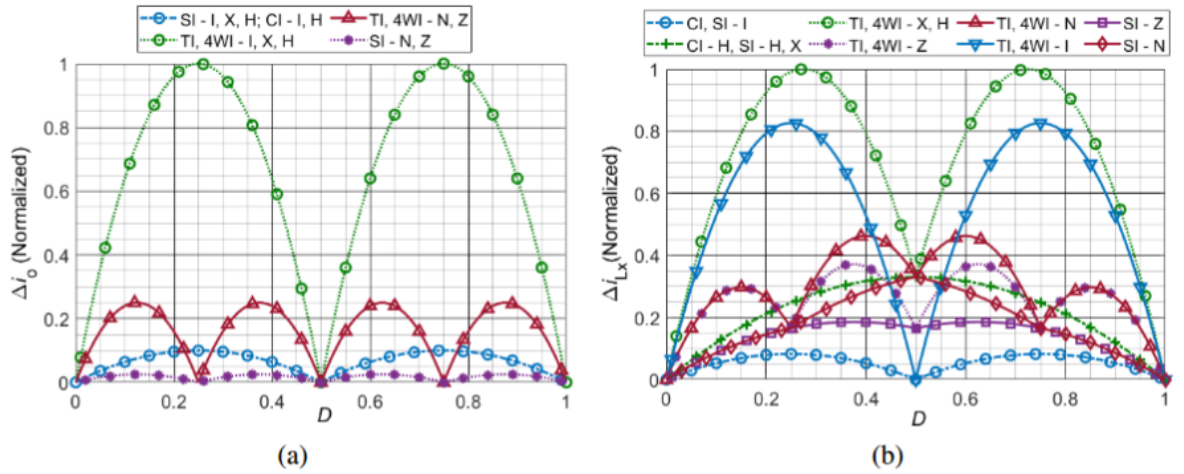 SI - I, X, H; CI - I, H
TI, 4WI - N, Z
TI, 4WI - I, X, H
SI - N, Z
Δi_o (Normalized)
1
0.8
0.6
0.4
0.2
0
0 0.2 0.4 0.6 0.8 1
D
(a)
CI, SI - I
TI, 4WI - X, H
TI, 4WI - N
SI - Z
CI - H, SI - H, X
TI, 4WI - Z
TI, 4WI - I
SI - N
Δi_Lx(Normalized)
1
0.8
0.6
0.4
0.2
0
0 0.2 0.4 0.6 0.8 1
D
(b)